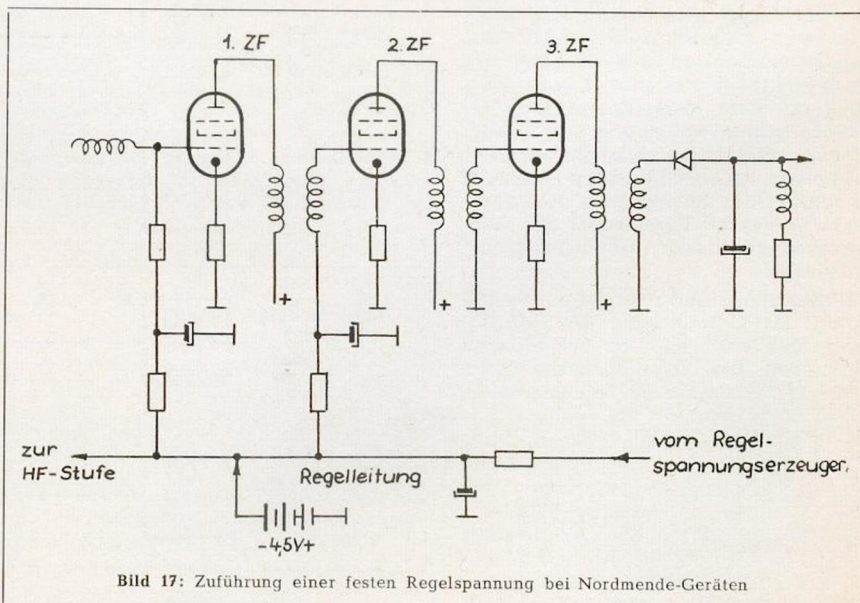 1. ZF
2. ZF
3. ZF
+
+
+
zur
HF-Stufe
Regelleitung
vom Regel-
spannungserzeuger,
-4,5V+
Bild 17: Zuführung einer festen Regelspannung bei Nordmende-Geräten